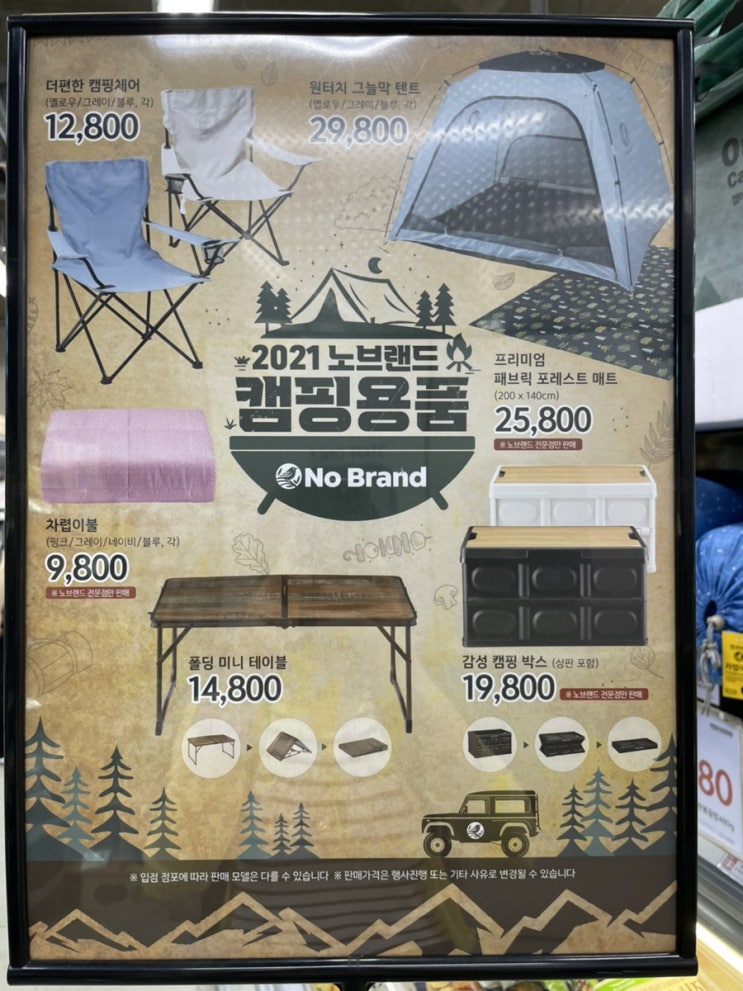 더편한 캠핑체어
(옐로우/그레이/블루, 각)
12,800
원터치 그늘막 텐트
(옐로우/그레이/블루, 각)
29,800
2021 노브랜드
캠핑용품
No Brand
프리미엄
패브릭 포레스트 매트
(200 x 140cm)
25,800
※ 노브랜드 전문점만 판매
차렵이불
(핑크/그레이/네이비/블루, 각)
9,800
※ 노브랜드 전문점만 판매
폴딩 미니 테이블
14,800
감성 캠핑 박스 (상판 포함)
19,800 ※ 노브랜드 전문점만 판매
※ 입점 점포에 따라 판매 모델은 다를 수 있습니다 ※ 판매가격은 행사진행 또는 기타 사유로 변경될 수 있습니다
80